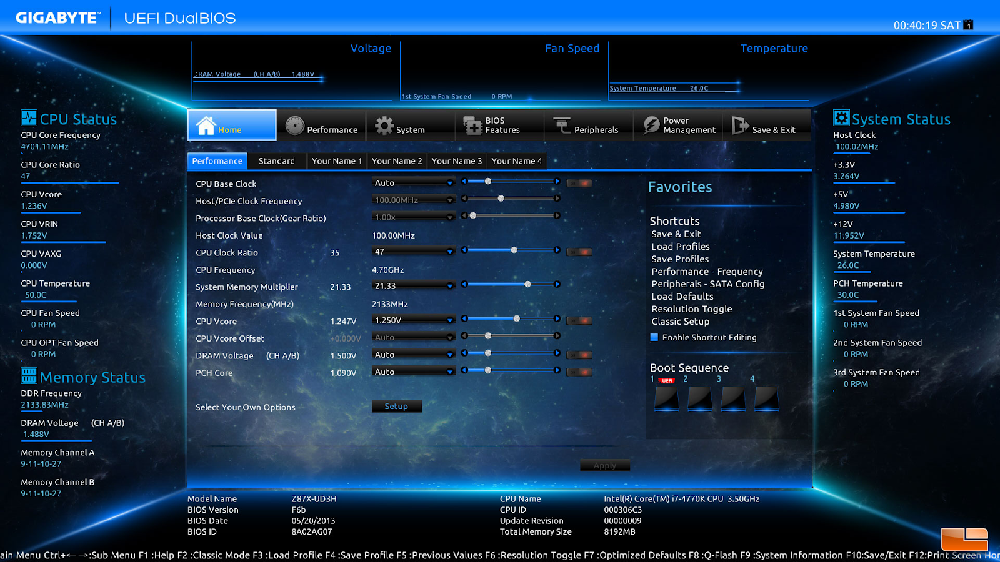 GIGABYTE™ UEFI DualBIOS
00:40:19 SAT 1
Voltage
DRAM Voltage (CH A/B) 1.488V
Fan Speed
1st System Fan Speed 0 RPM
Temperature
System Temperature 26.0C
CPU Status
CPU Core Frequency
4701.11MHz
CPU Core Ratio
47
CPU Vcore
1.236V
CPU VRIN
1.752V
CPU VAXG
0.000V
CPU Temperature
50.0C
CPU Fan Speed
0 RPM
CPU OPT Fan Speed
0 RPM
Memory Status
DDR Frequency
2133.83MHz
DRAM Voltage (CH A/B)
1.488V
Memory Channel A
9-11-10-27
Memory Channel B
9-11-10-27
Home
Performance
System
BIOS
Features
Peripherals
Power
Management
Save & Exit
Performance Standard Your Name 1 Your Name 2 Your Name 3 Your Name 4
CPU Base Clock Auto
Host/PCIe Clock Frequency 100.00MHz
Processor Base Clock(Gear Ratio) 1.00x
Host Clock Value 100.00MHz
CPU Clock Ratio 35 47
CPU Frequency 4.70GHz
System Memory Multiplier 21.33 21.33
Memory Frequency(MHz) 2133MHz
CPU Vcore 1.247V 1.250V
CPU Vcore Offset +0.000V Auto
DRAM Voltage (CH A/B) 1.500V Auto
PCH Core 1.090V Auto
Select Your Own Options Setup
Apply
Favorites
Shortcuts
Save & Exit
Load Profiles
Save Profiles
Performance - Frequency
Peripherals - SATA Config
Load Defaults
Resolution Toggle
Classic Setup
Enable Shortcut Editing
Boot Sequence
1 UEFI 2 3 4
System Status
Host Clock
100.02MHz
+3.3V
3.264V
+5V
4.980V
+12V
11.952V
System Temperature
26.0C
PCH Temperature
30.0C
1st System Fan Speed
0 RPM
2nd System Fan Speed
0 RPM
3rd System Fan Speed
0 RPM
Model Name Z87X-UD3H
BIOS Version F6b
BIOS Date 05/20/2013
BIOS ID 8A02AG07
CPU Name Intel(R) Core(TM) i7-4770K CPU 3.50GHz
CPU ID 000306C3
Update Revision 00000009
Total Memory Size 8192MB
ain Menu Ctrl+←→:Sub Menu F1 :Help F2 :Classic Mode F3 :Load Profile F4 :Save Profile F5 :Previous Values F6 :Resolution Toggle F7 :Optimized Defaults F8 :Q-Flash F9 :System Information F10:Save/Exit F12:Print Screen Hor